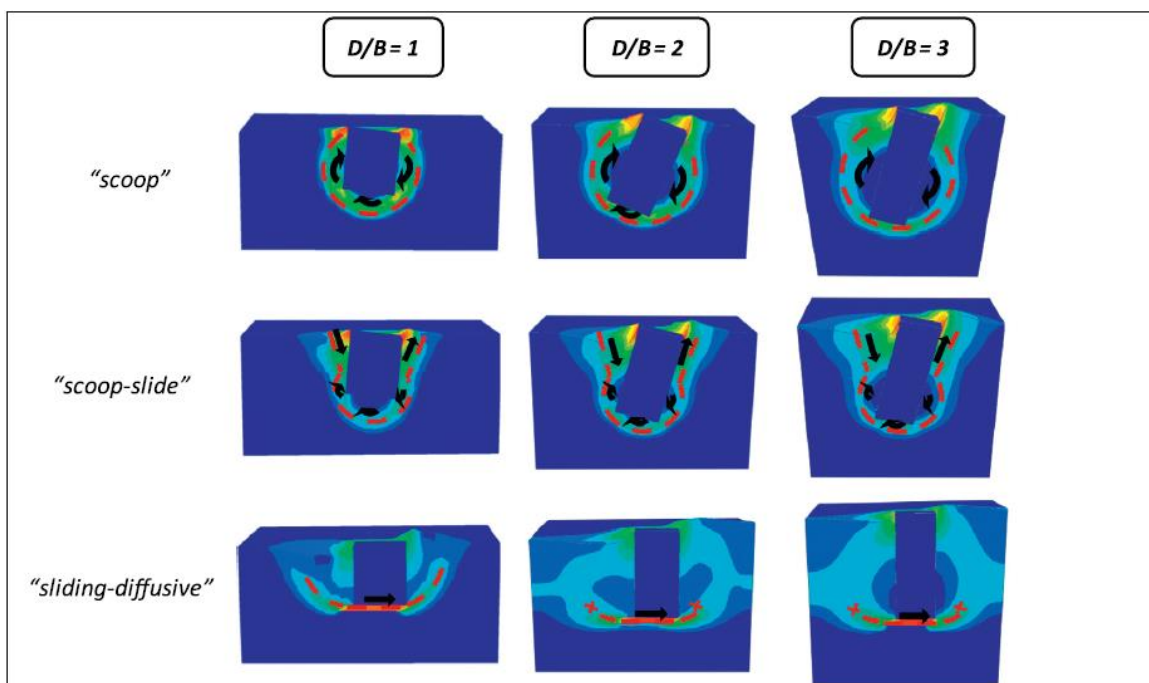 D/B = 1
D/B = 2
D/B = 3
“scoop”
“scoop-slide”
“sliding-diffusive”